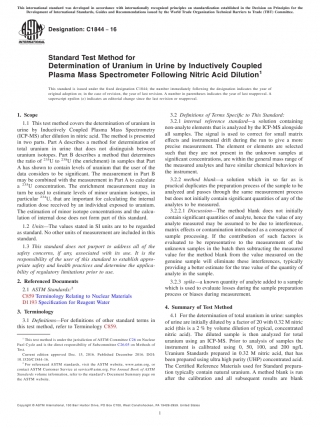 This international standard was developed in accordance with internationally recognized principles on standardization established in the Decision on Principles for the
Development of International Standards, Guides and Recommendations issued by the World Trade Organization Technical Barriers to Trade (TBT) Committee.
Designation: C1844 − 16
Standard Test Method for
Determination of Uranium in Urine by Inductively Coupled
Plasma Mass Spectrometer Following Nitric Acid Dilution1
This standard is issued under the fixed designation C1844; the number immediately following the designation indicates the year of
original adoption or, in the case of revision, the year of last revision. A number in parentheses indicates the year of last reapproval. A
superscript epsilon (ε) indicates an editorial change since the last revision or reapproval.
1. Scope
1.1 This test method covers the determination of uranium in
urine by Inductively Coupled Plasma Mass Spectrometry
(ICP-MS) after dilution in nitric acid. The method is presented
in two parts. Part A describes a method for determination of
total uranium in urine that does not distinguish between
uranium isotopes. Part B describes a method that determines
the ratio of 235U to 238U (the enrichment) in samples that Part
A has shown to contain levels of uranium that the user of the
data considers to be significant. The measurement in Part B
may be combined with the measurement in Part A to calculate
a 235U concentration. The enrichment measurement may in
turn be used to estimate levels of minor uranium isotopes, in
particular 234U, that are important for calculating the internal
radiation dose received by an individual exposed to uranium.
The estimation of minor isotope concentrations and the calcu-
lation of internal dose does not form part of this standard.
1.2 Units—The values stated in SI units are to be regarded
as standard. No other units of measurement are included in this
standard.
1.3 This standard does not purport to address all of the
safety concerns, if any, associated with its use. It is the
responsibility of the user of this standard to establish appro-
priate safety and health practices and determine the applica-
bility of regulatory limitations prior to use.
2. Referenced Documents
2.1 ASTM Standards:2
C859 Terminology Relating to Nuclear Materials
D1193 Specification for Reagent Water
3. Terminology
3.1 Definitions—For definitions of other standard terms in
this test method, refer to Terminology C859.
1 This test method is under the jurisdiction of ASTM Committee C26 on Nuclear
Fuel Cycle and is the direct responsibility of Subcommittee C26.05 on Methods of
Test.
Current edition approved Nov. 15, 2016. Published December 2016. DOI:
10.1520/C1844-16.
2 For referenced ASTM standards, visit the ASTM website, www.astm.org, or
contact ASTM Customer Service at service@astm.org. For Annual Book of ASTM
Standards volume information, refer to the standard's Document Summary page on
the ASTM website.
3.2 Definitions of Terms Specific to This Standard:
3.2.1 internal reference standard—a solution containing
non-analyte elements that is analyzed by the ICP-MS alongside
all samples. The signal is used to correct for small matrix
effects and instrumental drift during the run to give a more
precise measurement. The element or elements are selected
such that they are not present in the unknown samples at
significant concentrations, are within the general mass range of
the measured analytes and have similar chemical behaviors in
the instrument.
3.2.2 method blank—a solution which in so far as is
practical duplicates the preparation process of the sample to be
analyzed and passes through the same measurement process
but does not initially contain significant quantities of any of the
analytes to be measured.
3.2.2.1 Discussion—The method blank does not initially
contain significant quantities of analyte, hence the value of any
analyte measured may be assumed to be due to interference,
matrix effects or contamination introduced as a consequence of
sample processing. If the contribution of such factors is
evaluated to be representative to the measurement of the
unknown samples in the batch then subtracting the measured
value for the method blank from the value measured on the
genuine sample will eliminate these interferences, typically
providing a better estimate for the true value of the quantity of
analyte in the sample.
3.2.3 spike—a known quantity of analyte added to a sample
which is used to evaluate losses during the sample preparation
process or biases during measurement.
4. Summary of Test Method
4.1 For the determination of total uranium in urine: samples
of urine are initially diluted by a factor of 20 with 0.32 M nitric
acid (this is a 2 % by volume dilution of typical, concentrated
nitric acid). The diluted sample is then analyzed for total
uranium using an ICP-MS. Prior to analysis of samples the
instrument is calibrated using 0, 50, 100, and 200 ng/L
Uranium Standards prepared in 0.32 M nitric acid, that has
been prepared using ultra high purity (UHP) concentrated acid.
The Certified Reference Materials used for Standard prepara-
tion typically contain natural uranium. A method blank is run
after the calibration and all subsequent results are blank
Copyright © ASTM International, 100 Barr Harbor Drive, PO Box C700, West Conshohocken, PA 19428-2959. United States
1